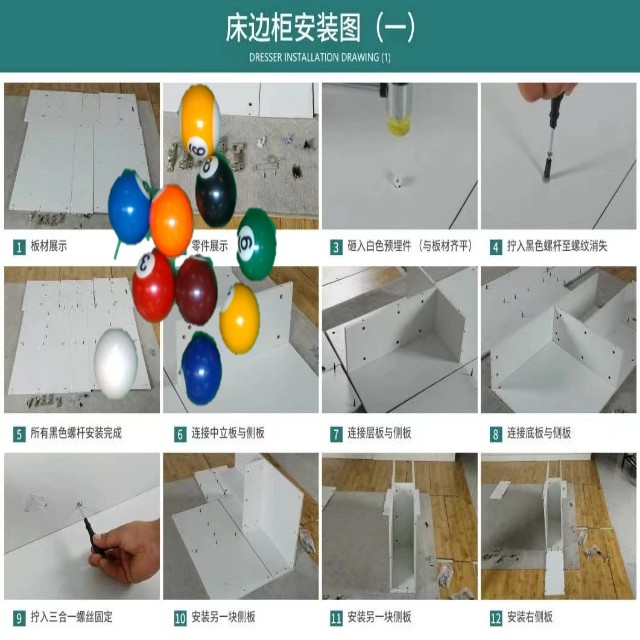 床边柜安装图（一）
DRESSER INSTALLATION DRAWING (1)
1 板材展示
零件展示
3 砸入白色预埋件（与板材齐平）
4 拧入黑色螺杆至螺纹消失
5 所有黑色螺杆安装完成
6 连接中立板与侧板
7 连接层板与侧板
8 连接底板与侧板
9 拧入三合一螺丝固定
10 安装另一块侧板
11 安装另一块侧板
12 安装右侧板